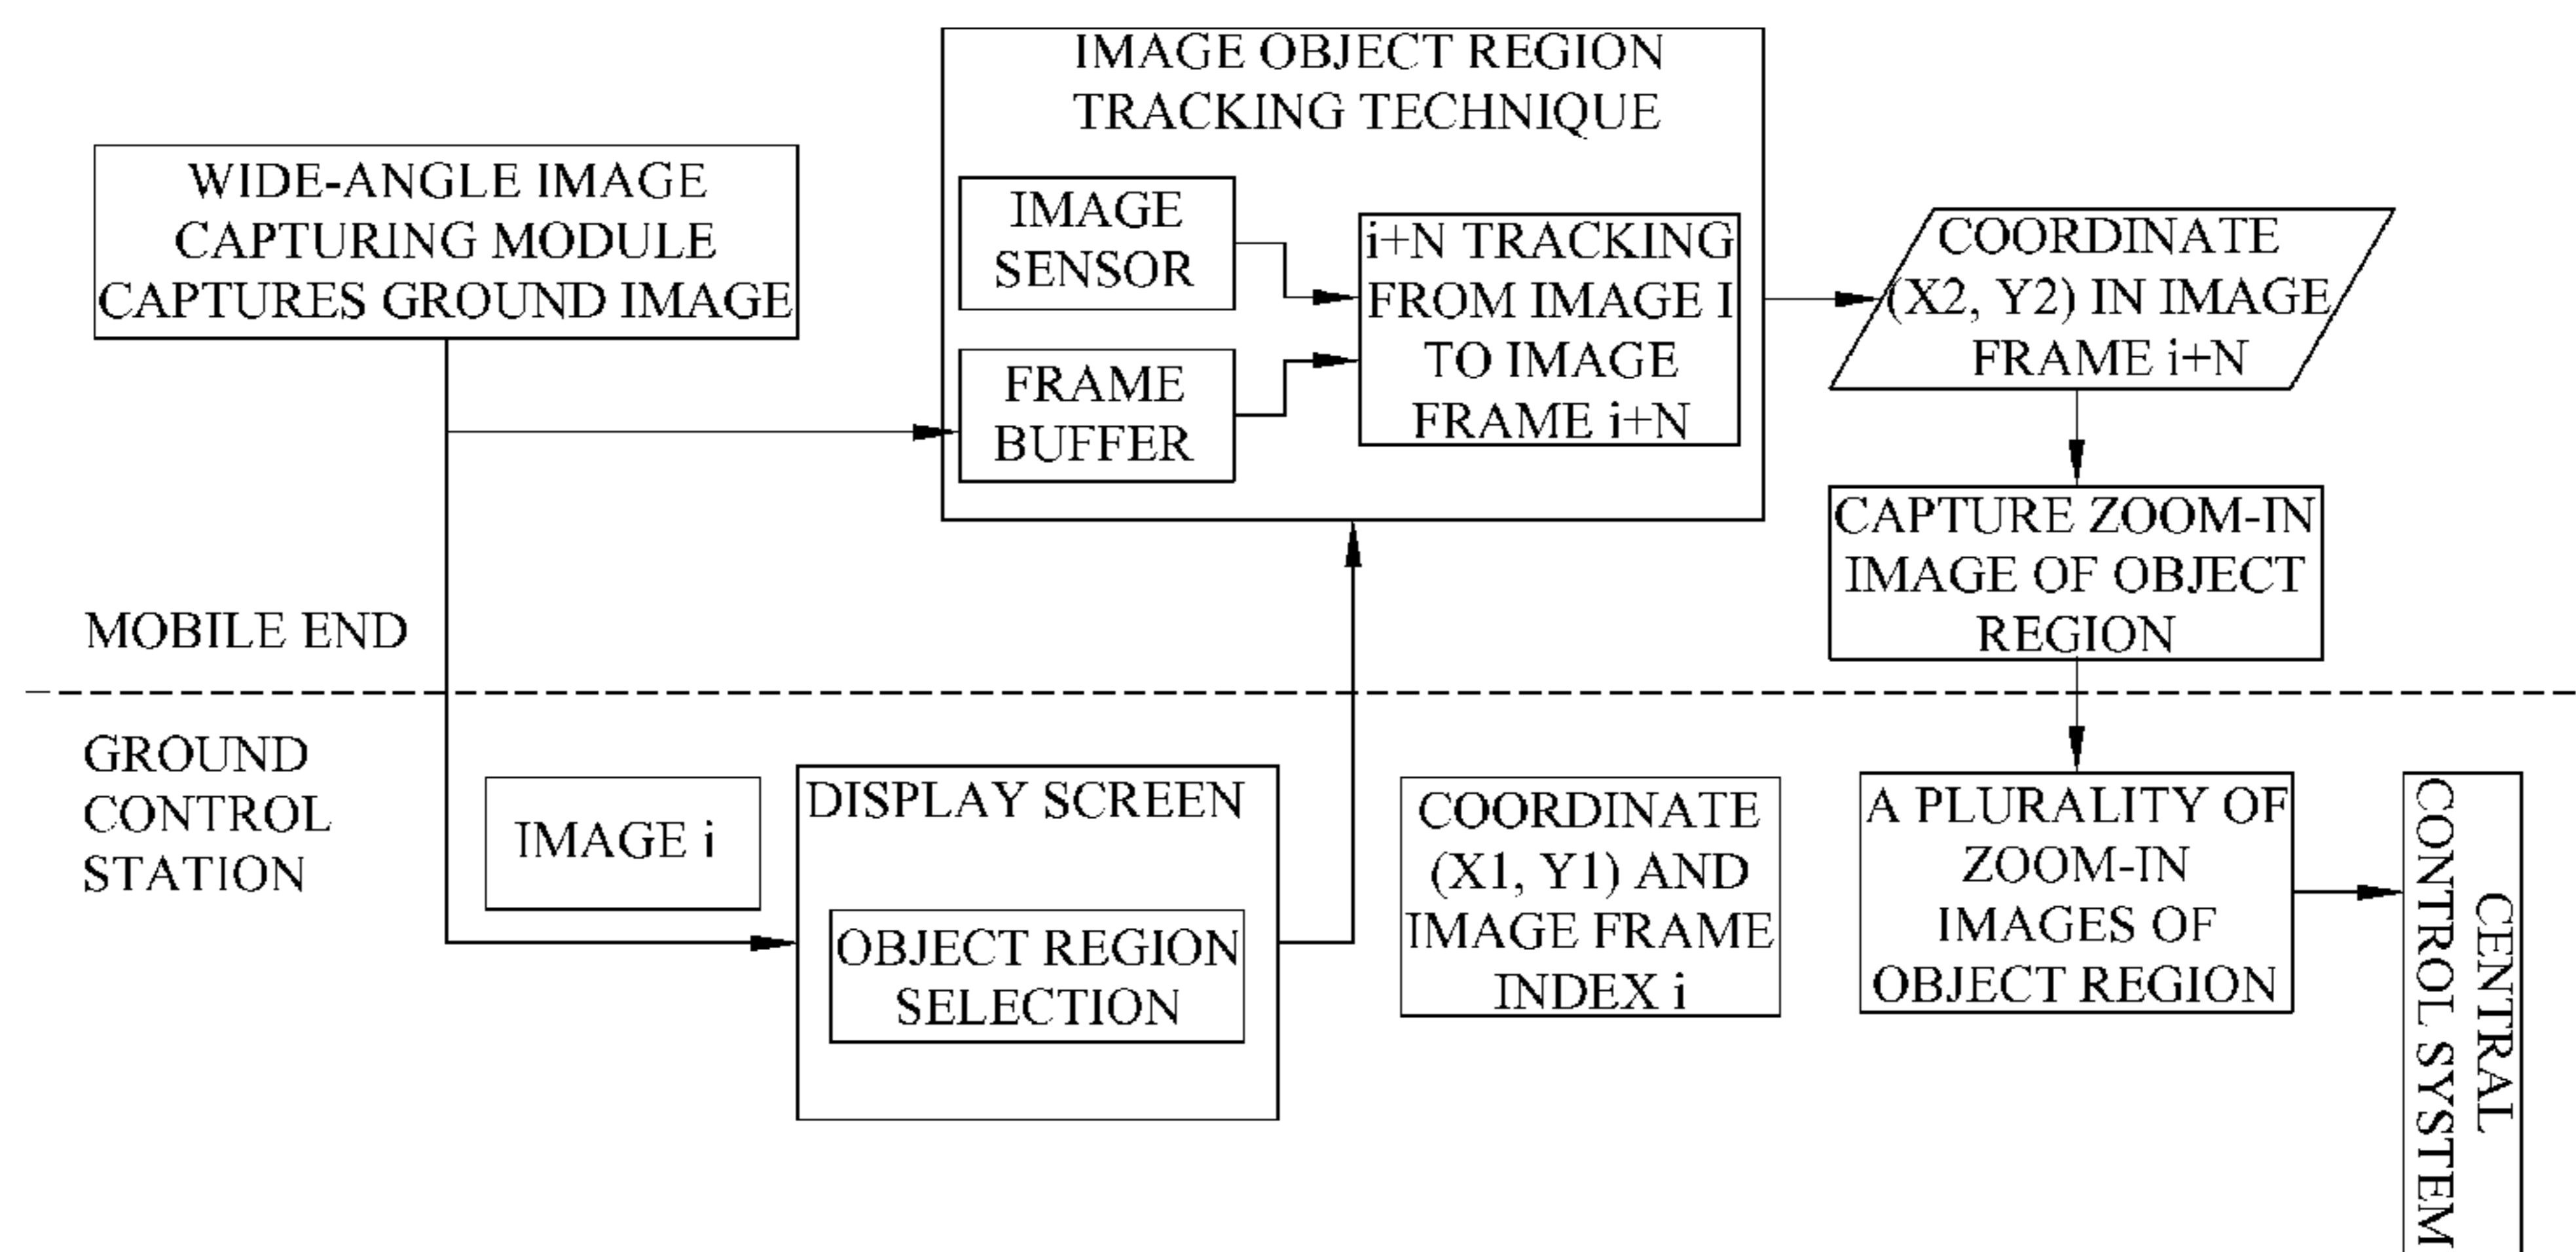 IMAGE OBJECT REGION
TRACKING TECHNIQUE
WIDE-ANGLE IMAGE
CAPTURING MODULE
CAPTURES GROUND IMAGE
IMAGE
SENSOR
FRAME
BUFFER
i+N TRACKING
FROM IMAGE I
TO IMAGE
FRAME i+N
COORDINATE
(X2, Y2) IN IMAGE
FRAME i+N
CAPTURE ZOOM-IN
IMAGE OF OBJECT
REGION
MOBILE END
GROUND
CONTROL
STATION
IMAGE i
DISPLAY SCREEN
OBJECT REGION
SELECTION
COORDINATE
(X1, Y1) AND
IMAGE FRAME
INDEX i
A PLURALITY OF
ZOOM-IN
IMAGES OF
OBJECT REGION
CENTRAL
CONTROL SYSTEM